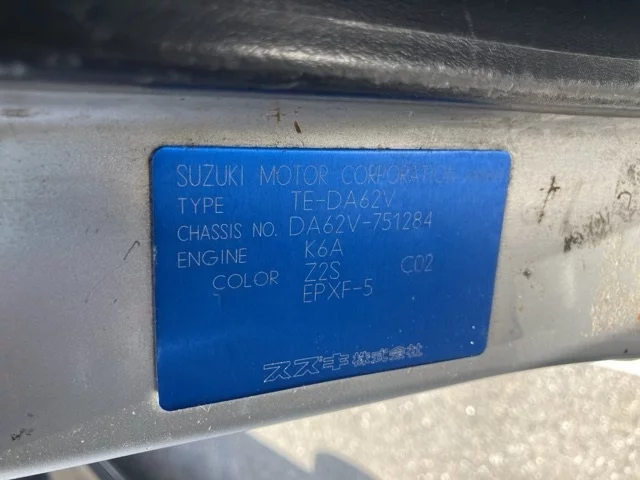 SUZUKI MOTOR CORPORATION
TYPE TE-DA62V
CHASSIS NO. DA62V-751284
ENGINE K6A
COLOR Z2S C02
EPXF-5
スズキ株式会社